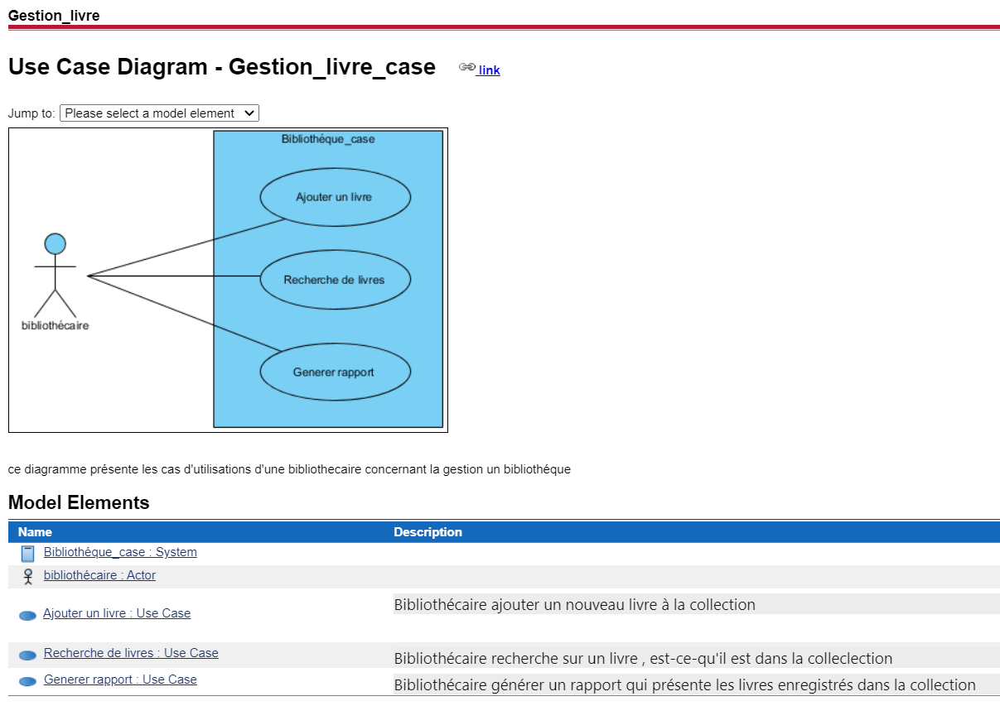 Gestion_livre
Use Case Diagram - Gestion_livre_case link
Jump to: Please select a model element
Bibliothéque_case
Ajouter un livre
Recherche de livres
Generer rapport
bibliothécaire
ce diagramme présente les cas d'utilisations d'une bibliothecaire concernant la gestion un bibliothéque
Model Elements
Name Description
Bibliothéque_case : System
bibliothécaire : Actor
Ajouter un livre : Use Case Bibliothécaire ajouter un nouveau livre à la collection
Recherche de livres : Use Case Bibliothécaire recherche sur un livre , est-ce-qu'il est dans la colleclection
Generer rapport : Use Case Bibliothécaire générer un rapport qui présente les livres enregistrés dans la collection